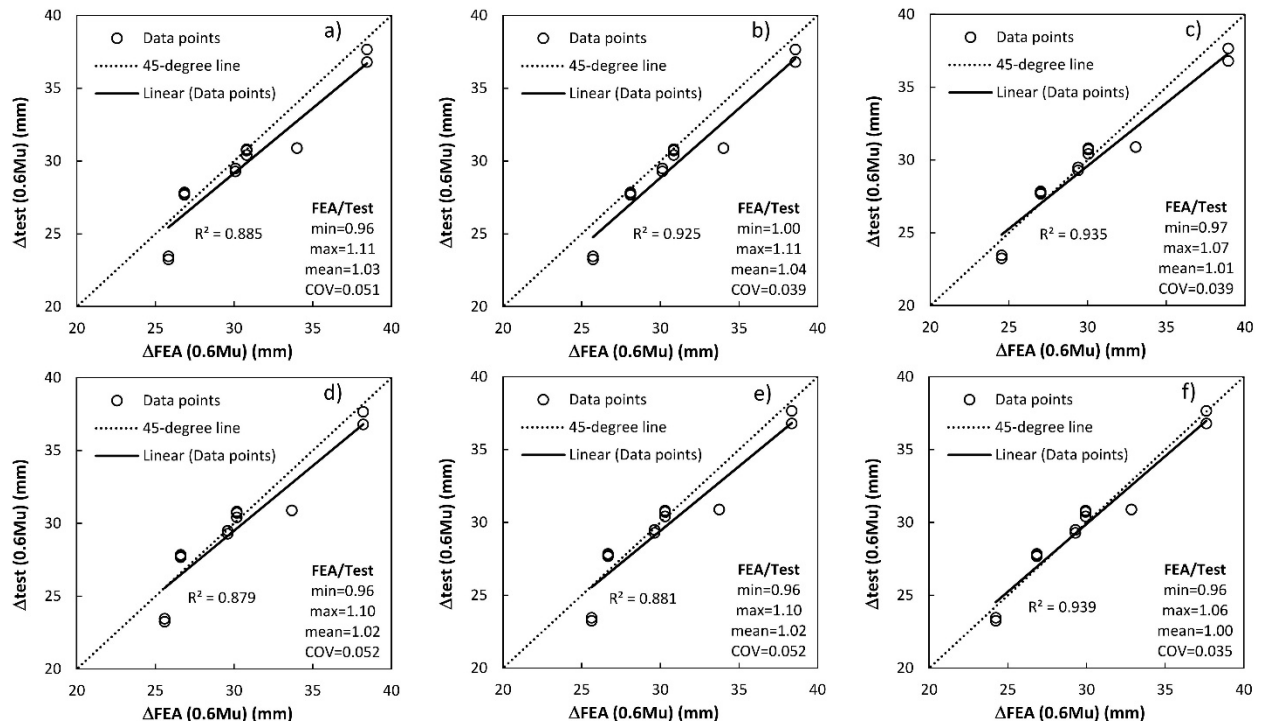 a)
Data points
45-degree line
Linear (Data points)
Δtest (0.6Mu) (mm)
40
35
30
25
20
R² = 0.885
FEA/Test
min=0.96
max=1.11
mean=1.03
COV=0.051
20 25 30 35 40
ΔFEA (0.6Mu) (mm)
b)
Data points
45-degree line
Linear (Data points)
Δtest (0.6Mu) (mm)
40
35
30
25
20
R² = 0.925
FEA/Test
min=1.00
max=1.11
mean=1.04
COV=0.039
20 25 30 35 40
ΔFEA (0.6Mu) (mm)
c)
Data points
45-degree line
Linear (Data points)
Δtest (0.6Mu) (mm)
40
35
30
25
20
R² = 0.935
FEA/Test
min=0.97
max=1.07
mean=1.01
COV=0.039
20 25 30 35 40
ΔFEA (0.6Mu) (mm)
d)
Data points
45-degree line
Linear (Data points)
Δtest (0.6Mu) (mm)
40
35
30
25
20
R² = 0.879
FEA/Test
min=0.96
max=1.10
mean=1.02
COV=0.052
20 25 30 35 40
ΔFEA (0.6Mu) (mm)
e)
Data points
45-degree line
Linear (Data points)
Δtest (0.6Mu) (mm)
40
35
30
25
20
R² = 0.881
FEA/Test
min=0.96
max=1.10
mean=1.02
COV=0.052
20 25 30 35 40
ΔFEA (0.6Mu) (mm)
f)
Data points
45-degree line
Linear (Data points)
Δtest (0.6Mu) (mm)
40
35
30
25
20
R² = 0.939
FEA/Test
min=0.96
max=1.06
mean=1.00
COV=0.035
20 25 30 35 40
ΔFEA (0.6Mu) (mm)